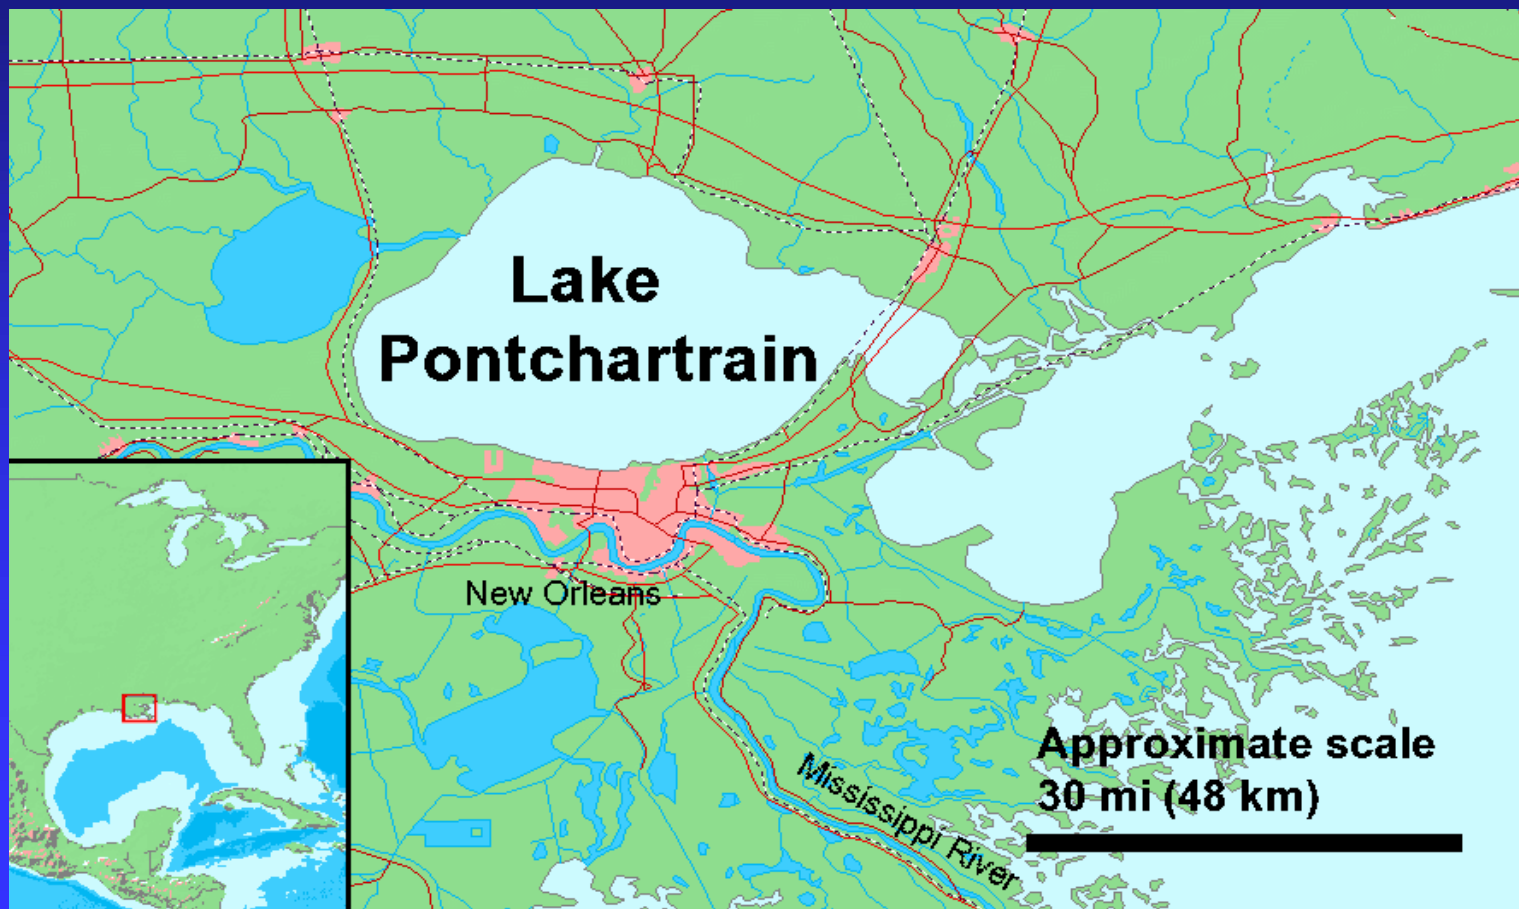 Lake
Pontchartrain
New Orleans
Approximate scale
30 mi (48 km)
Mississippi River